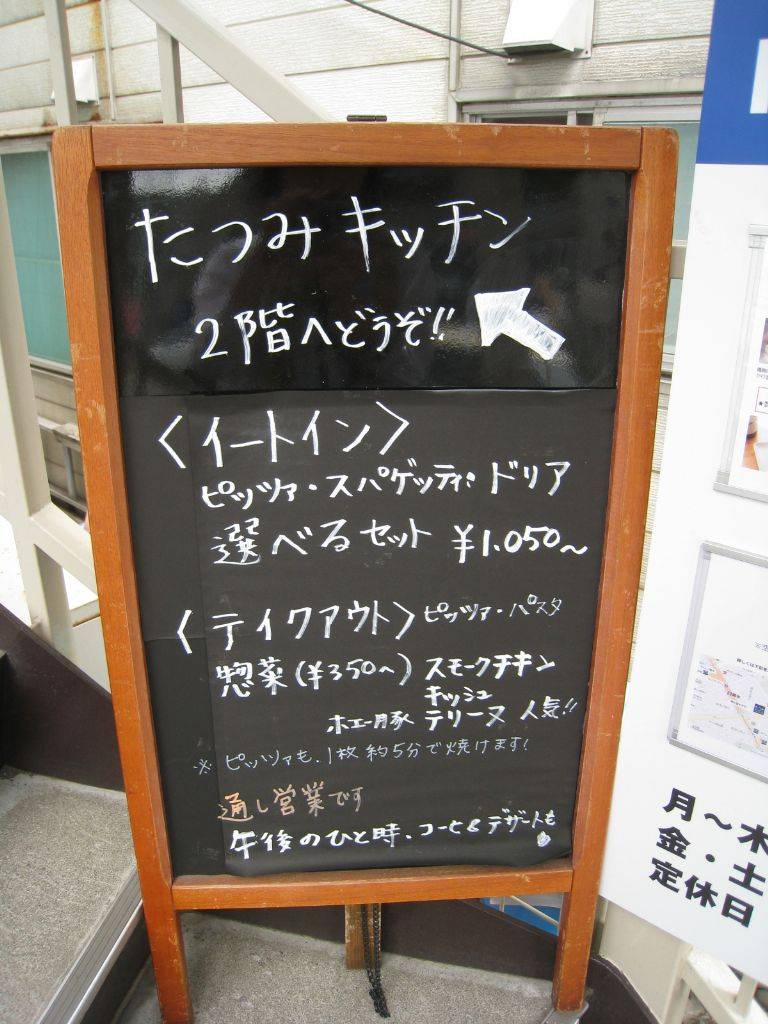 たつみキッチン
2階へどうぞ!!
〈イートイン〉
ピッツァ・スパゲッティ・ドリア
選べるセット ¥1.050〜
〈テイクアウト〉ピッツァ・パスタ
惣菜(¥350〜) スモークチキン
キッシュ
ホエー豚 テリーヌ 人気!!
※ ピッツァも、1枚 約5分で焼けます!
通し営業です
午後のひと時、コーヒー&デザートも
月〜木
金・土
定休日